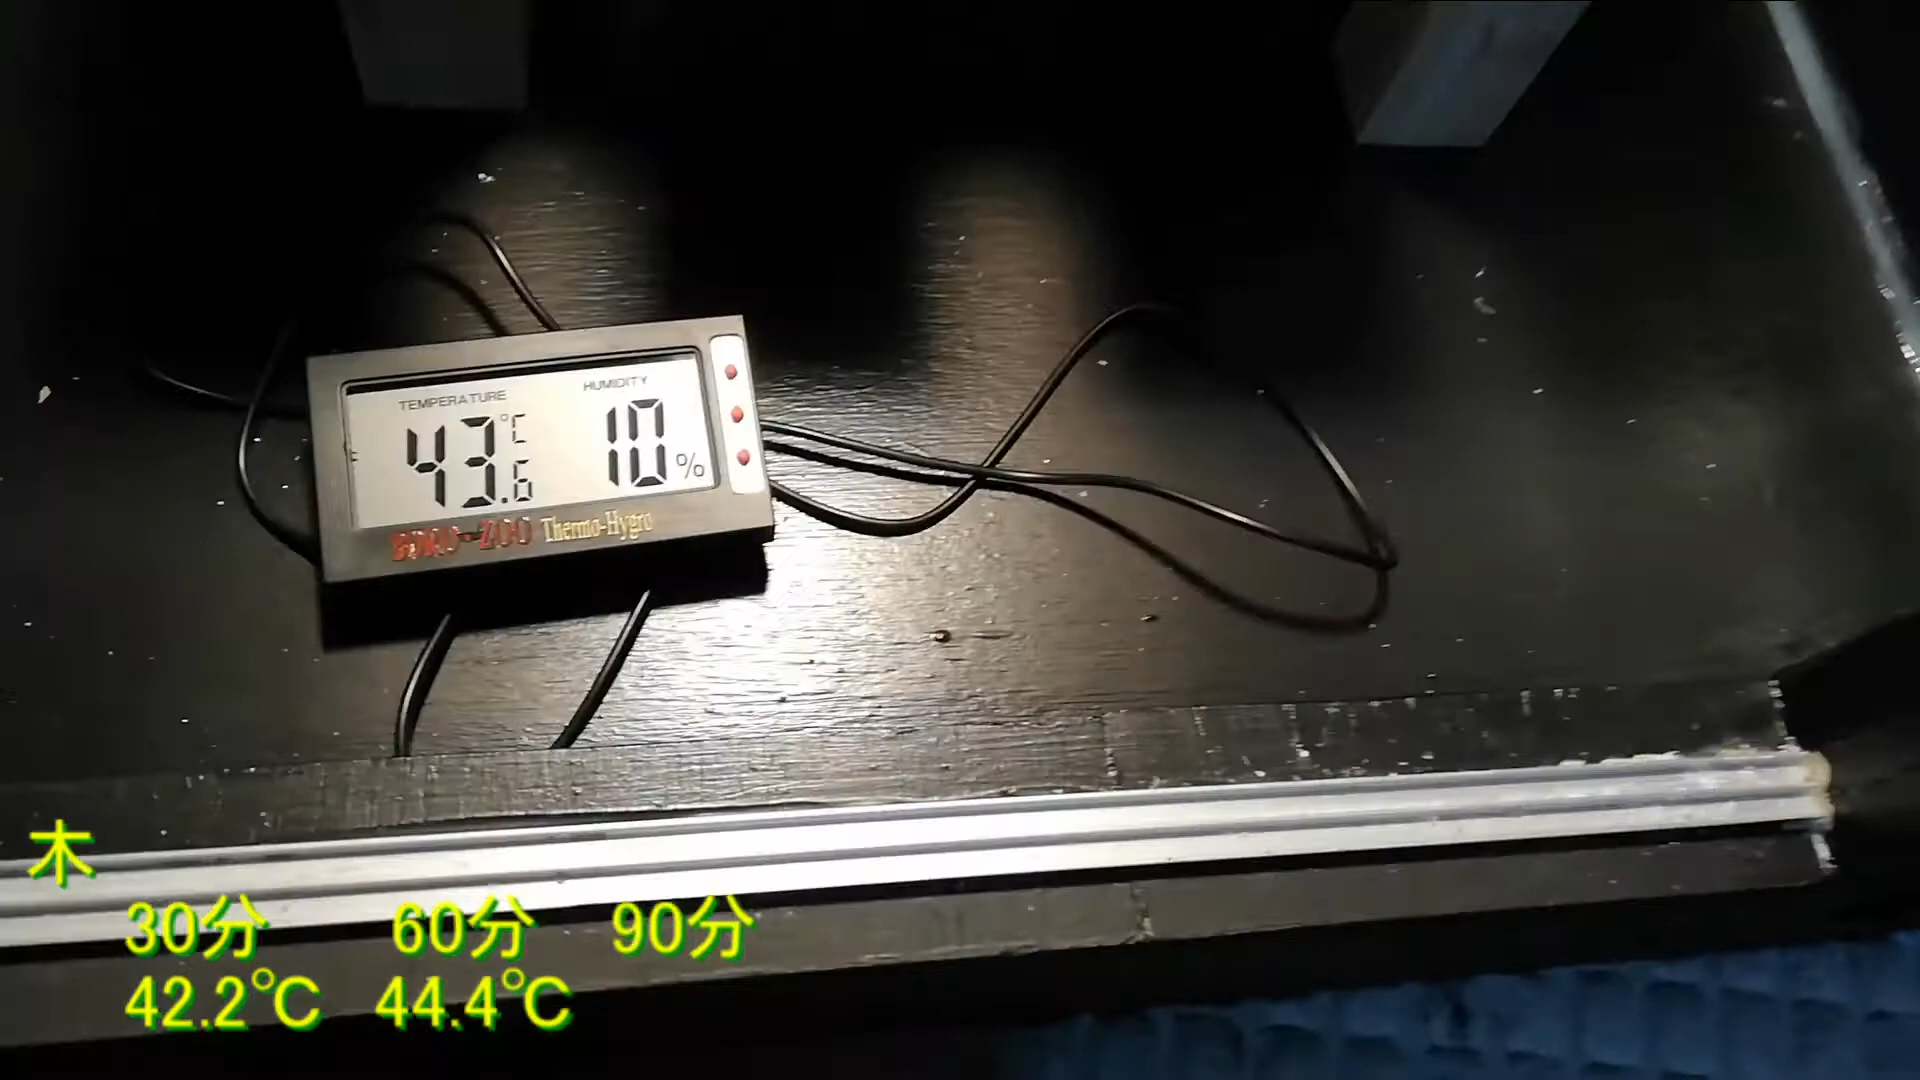 TEMPERATURE
HUMIDITY
43.6 °C
10 %
Thermo-Hygro
木
30分 60分 90分
42.2℃ 44.4℃